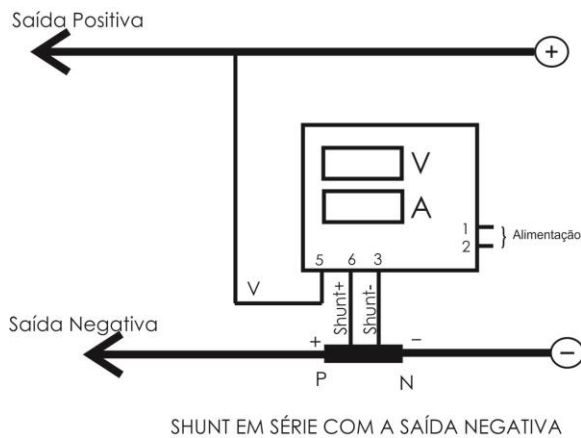 Saída Positiva
+
V
A
1
2
} Alimentação
5 6 3
V
Shunt+
Shunt-
Saída Negativa
+ −
−
P N
SHUNT EM SÉRIE COM A SAÍDA NEGATIVA